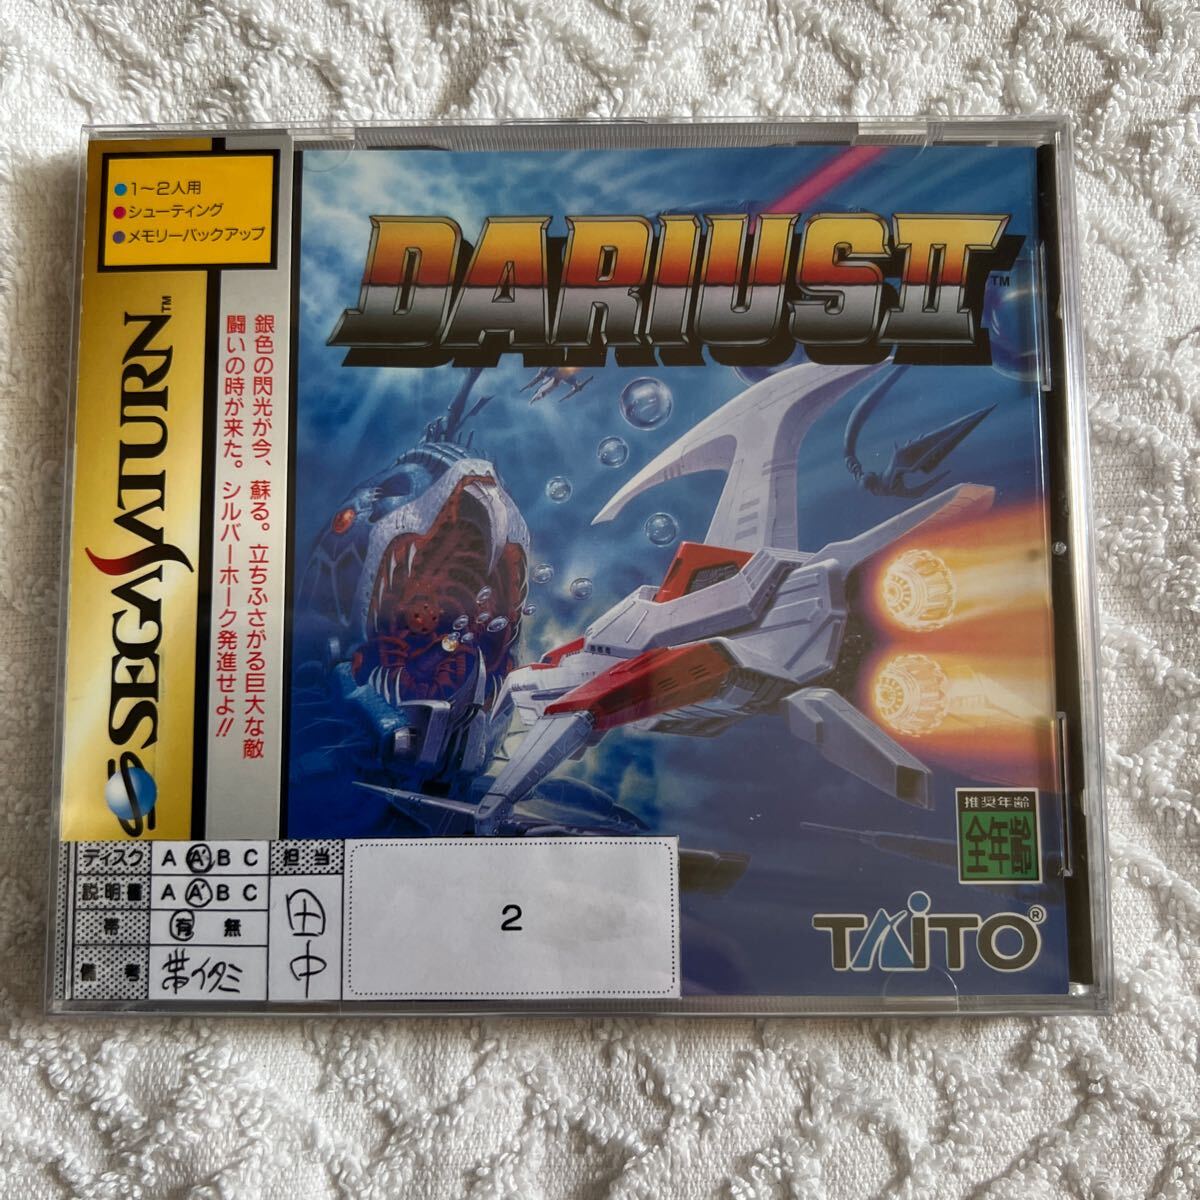 ●1～2人用
●シューティング
●メモリーバックアップ
SEGA SATURN™
銀色の閃光が今、蘇る。立ちふさがる巨大な敵
闘いの時が来た。シルバーホーク発進せよ!!
DARIUSII™
推奨年齢
全年齢
TAITO®
ディスク A A' B C 担当
説明書 A A' B C
帯 有 無
備考 帯イタミ
田中
2